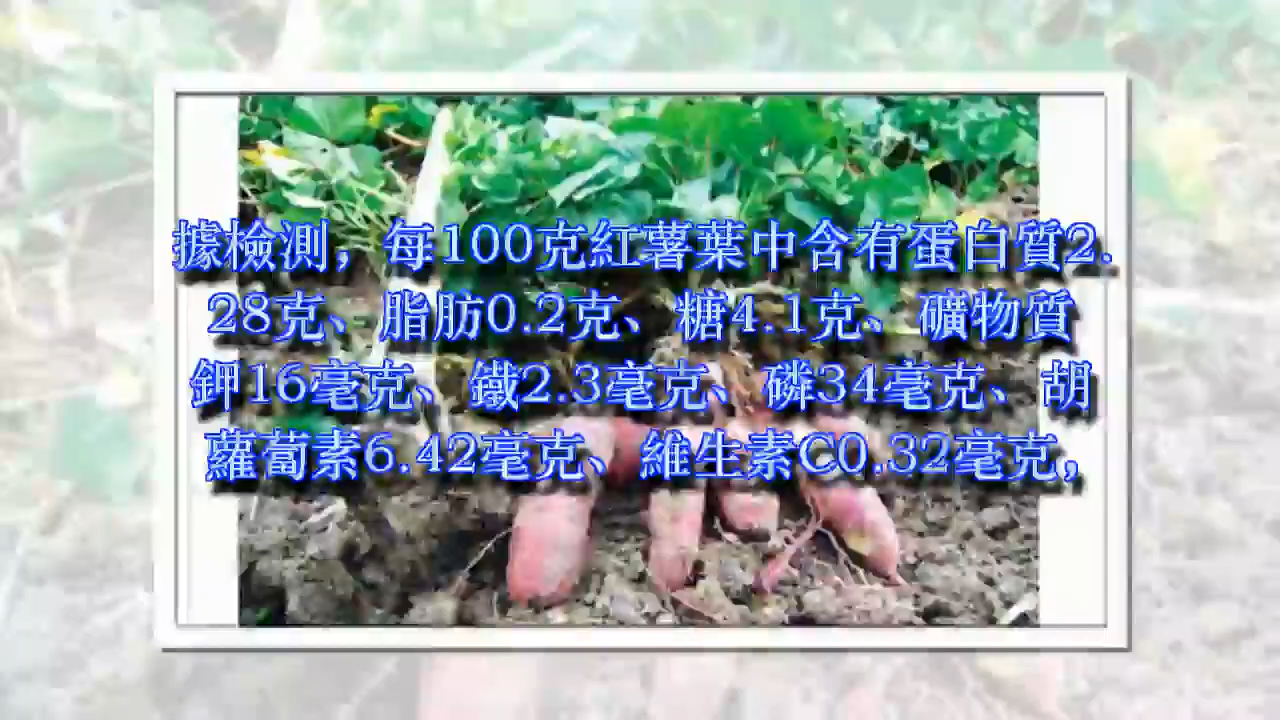 據檢測，每100克紅薯葉中含有蛋白質2.
28克、脂肪0.2克、糖4.1克、礦物質
鉀16毫克、鐵2.3毫克、磷34毫克、胡
蘿蔔素6.42毫克、維生素C0.32毫克，